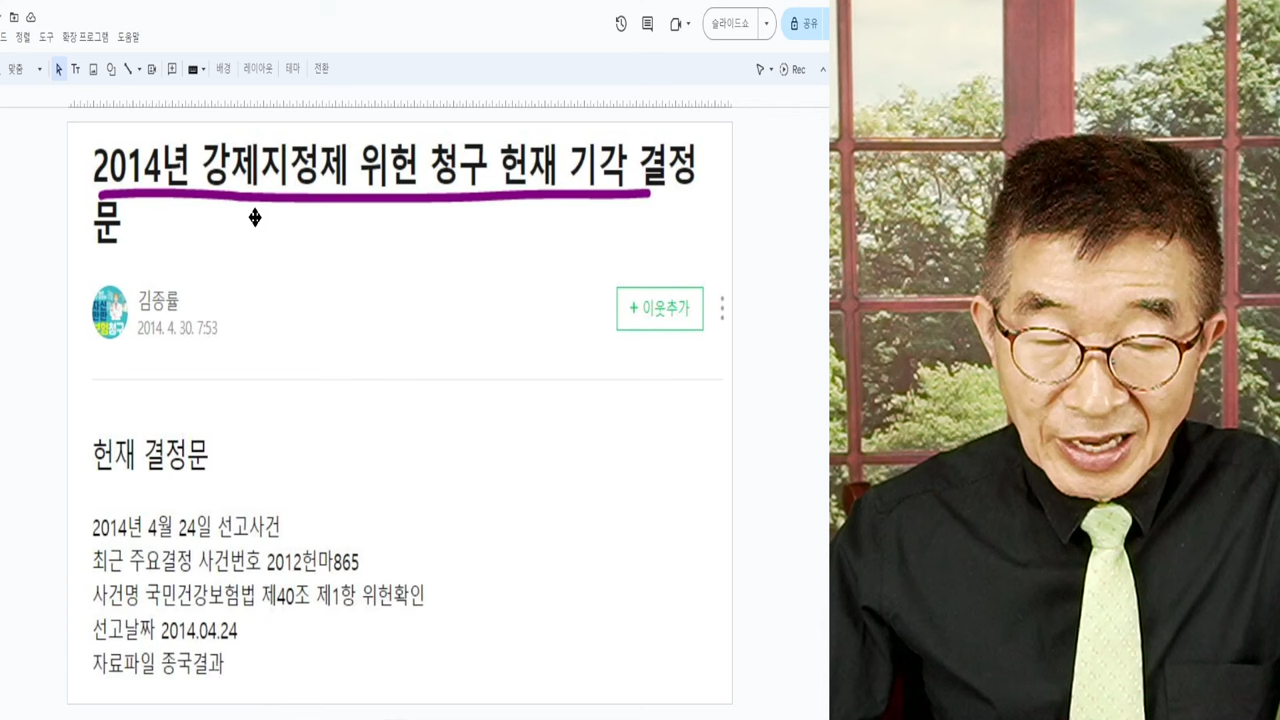 정렬 도구 확장 프로그램 도움말
슬라이드쇼
공유
맞춤
Tr
배경 레이아웃 테마 전환
Rec
2014년 강제지정제 위헌 청구 헌재 기각 결정
문
김종률
2014. 4. 30. 7:53
+ 이웃추가
헌재 결정문
2014년 4월 24일 선고사건
최근 주요결정 사건번호 2012헌마865
사건명 국민건강보험법 제40조 제1항 위헌확인
선고날짜 2014.04.24
자료파일 종국결과